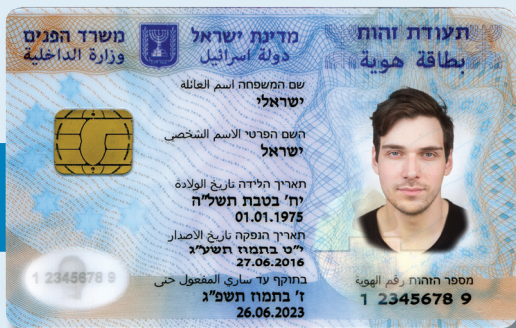 תעודת זהות מדינת ישראל משרד הפנים
بطاقة هوية دولة اسرائيل وزارة الداخلية
שם המשפחה اسم العائلة
ישראלי
השם הפרטי الاسم الشخصي
ישראל
תאריך הלידה تاريخ الولادة
יח' בטבת תשל"ה
01.01.1975
תאריך הנפקה تاريخ الاصدار
י"ט בתמוז תשע"ג
27.06.2016
בתוקף עד ساري المفعول حتى
ז' בתמוז תשפ"ג
26.06.2023
מספר הזהות رقم الهوية
1 2345678 9
1 2345678 9